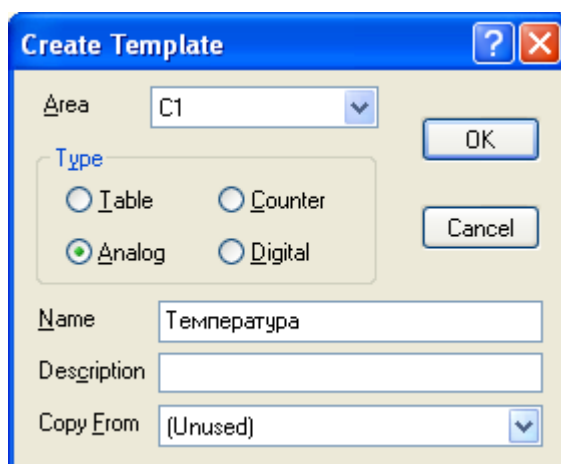 Create Template
Area C1
OK
Type
Table Counter
Cancel
Analog Digital
Name Температура
Description
Copy From (Unused)